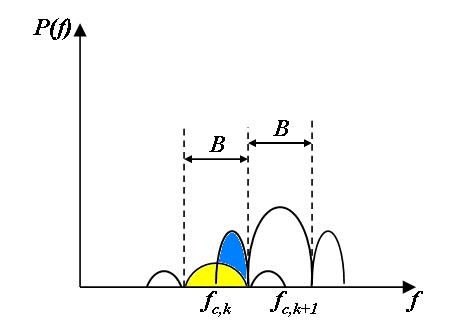 P(f)
B
B
f
f_{c,k}
f_{c,k+1}